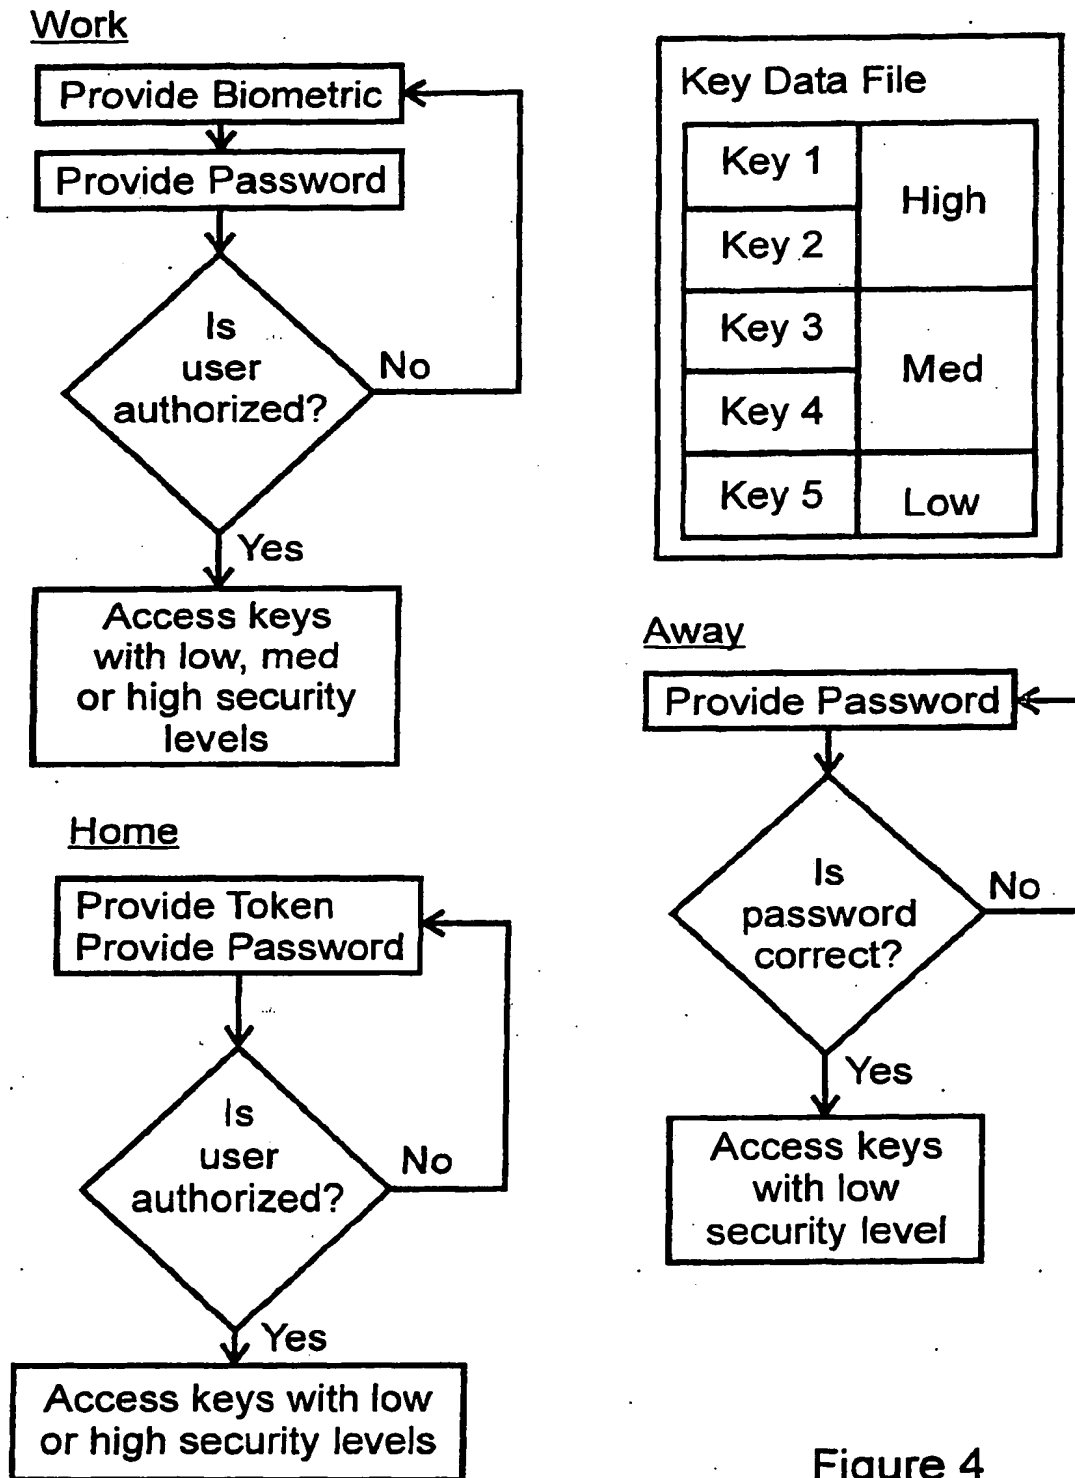 Work
Provide Biometric
Provide Password
Is
user
authorized?
No
Yes
Access keys
with low, med
or high security
levels
Key Data File
Key 1
High
Key 2
Key 3
Med
Key 4
Key 5
Low
Home
Provide Token
Provide Password
Is
user
authorized?
No
Yes
Access keys with low
or high security levels
Away
Provide Password
Is
password
correct?
No
Yes
Access keys
with low
security level
Figure 4